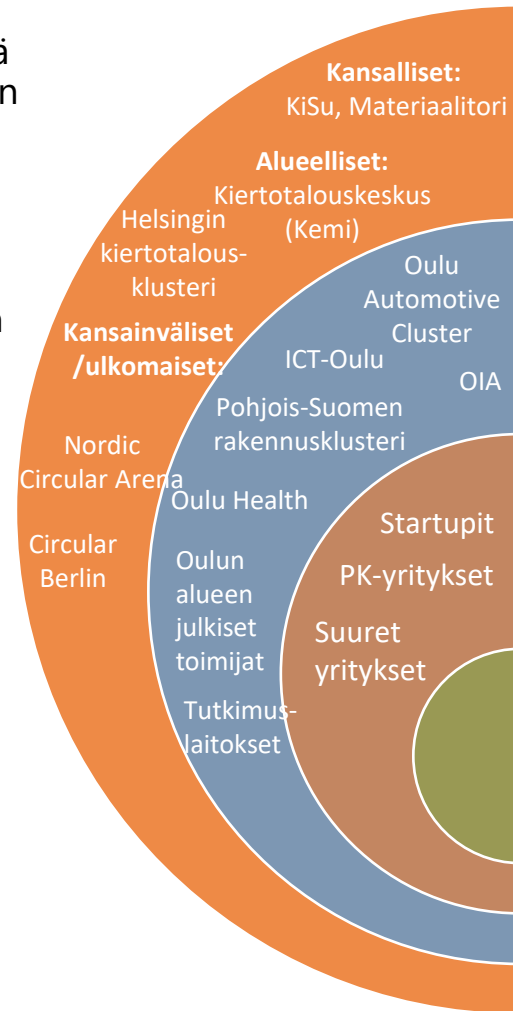 ä
n
n
Kansalliset:
KiSu, Materiaalitori
Alueelliset:
Kiertotalouskeskus
(Kemi)
Helsingin
kiertotalous-
klusteri
Kansainväliset
/ulkomaiset:
Nordic
Circular Arena
Circular
Berlin
Oulu
Automotive
Cluster
ICT-Oulu
OIA
Pohjois-Suomen
rakennusklusteri
Oulu Health
Oulun
alueen
julkiset
toimijat
Tutkimus-
laitokset
Startupit
PK-yritykset
Suuret
yritykset